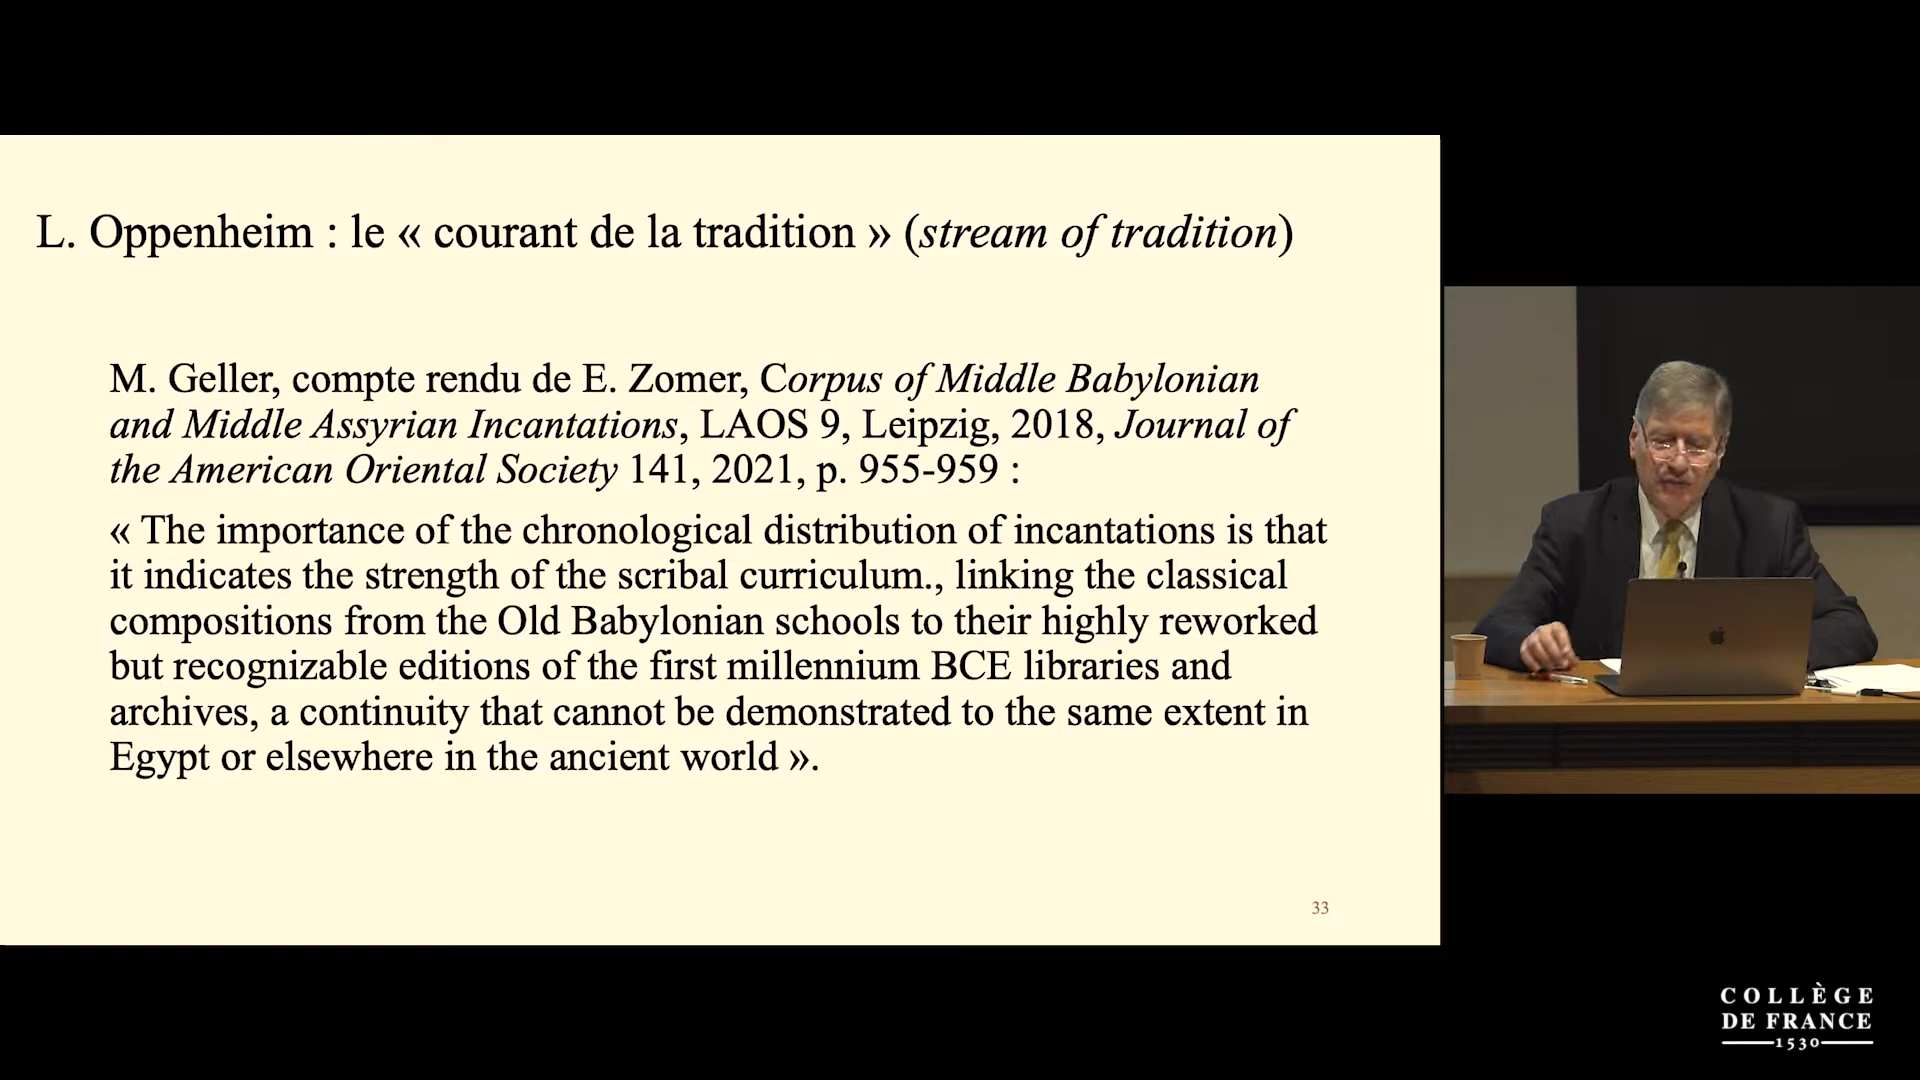 L. Oppenheim : le « courant de la tradition » (stream of tradition)
M. Geller, compte rendu de E. Zomer, Corpus of Middle Babylonian
and Middle Assyrian Incantations, LAOS 9, Leipzig, 2018, Journal of
the American Oriental Society 141, 2021, p. 955-959 :
« The importance of the chronological distribution of incantations is that
it indicates the strength of the scribal curriculum., linking the classical
compositions from the Old Babylonian schools to their highly reworked
but recognizable editions of the first millennium BCE libraries and
archives, a continuity that cannot be demonstrated to the same extent in
Egypt or elsewhere in the ancient world ».
33
COLLÈGE
DE FRANCE
1530